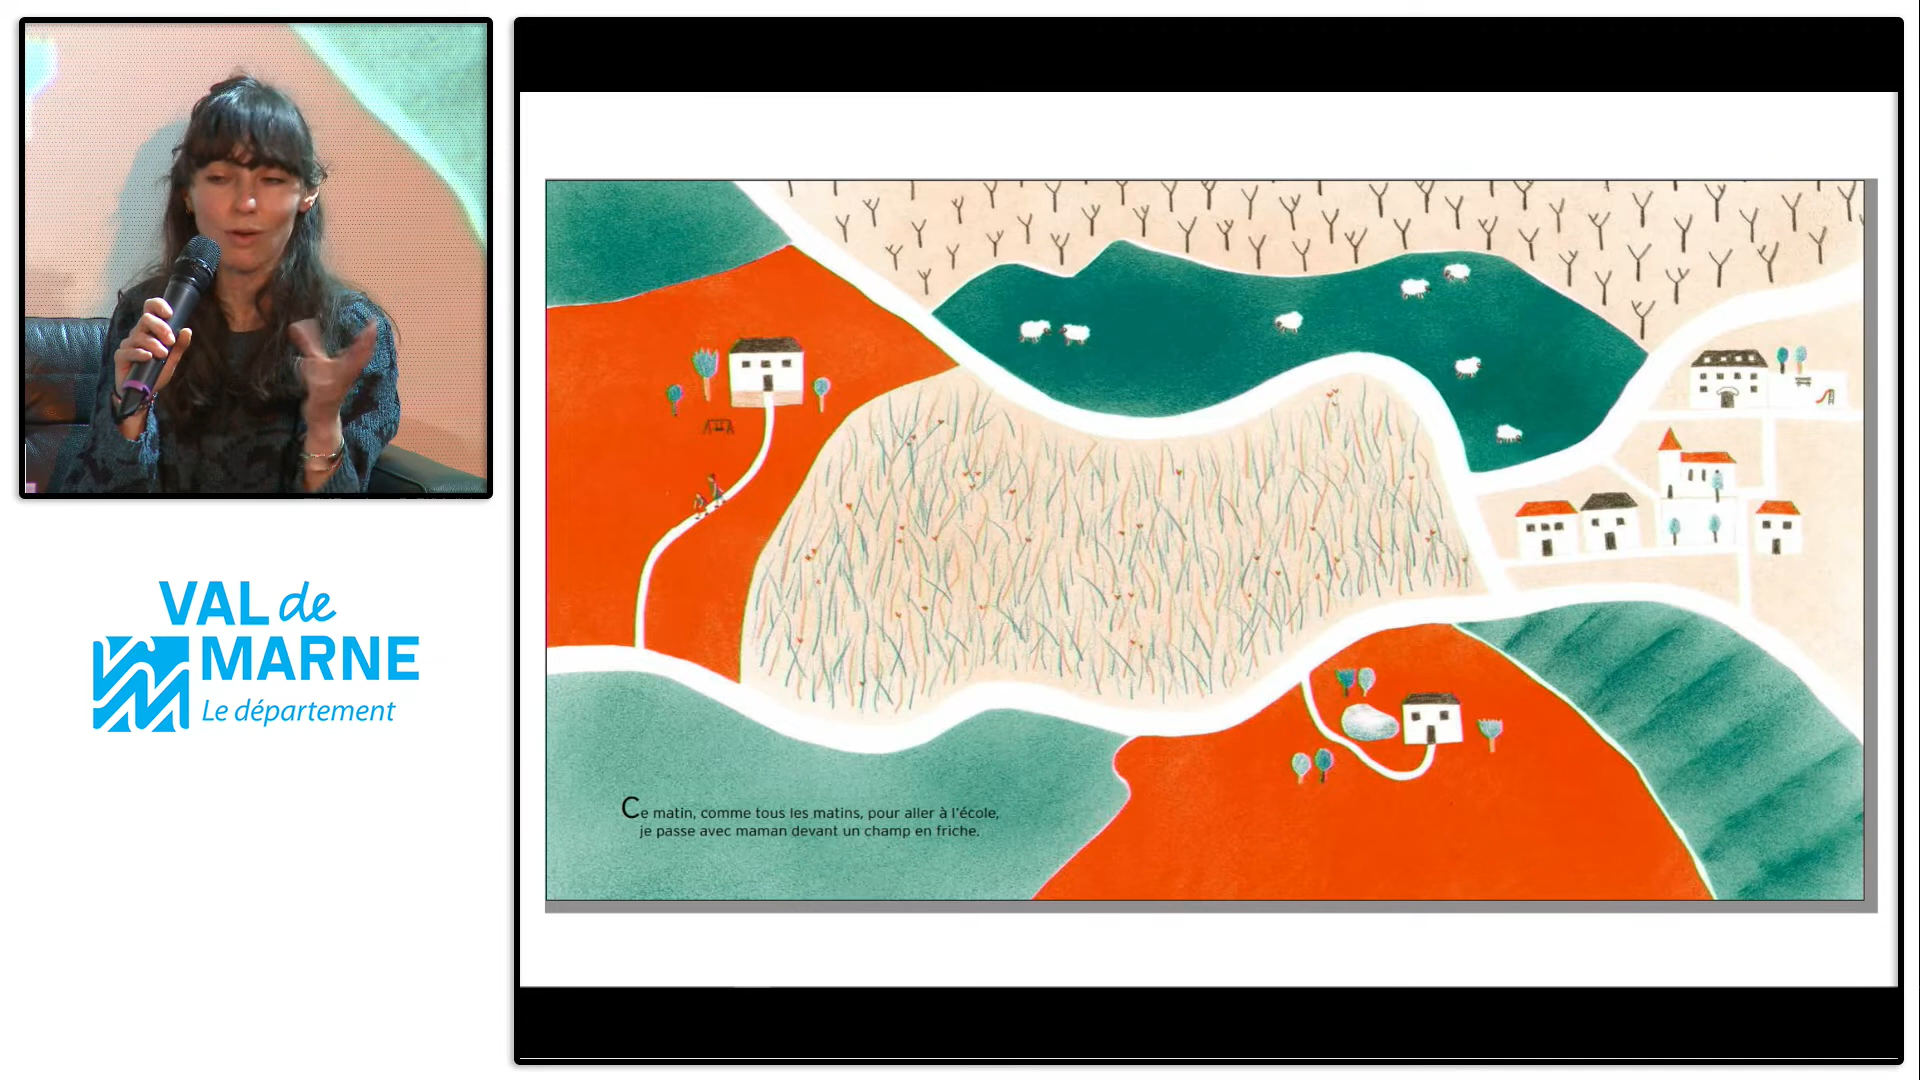 VAL de
MARNE
Le département
Ce matin, comme tous les matins, pour aller à l'école,
je passe avec maman devant un champ en friche.